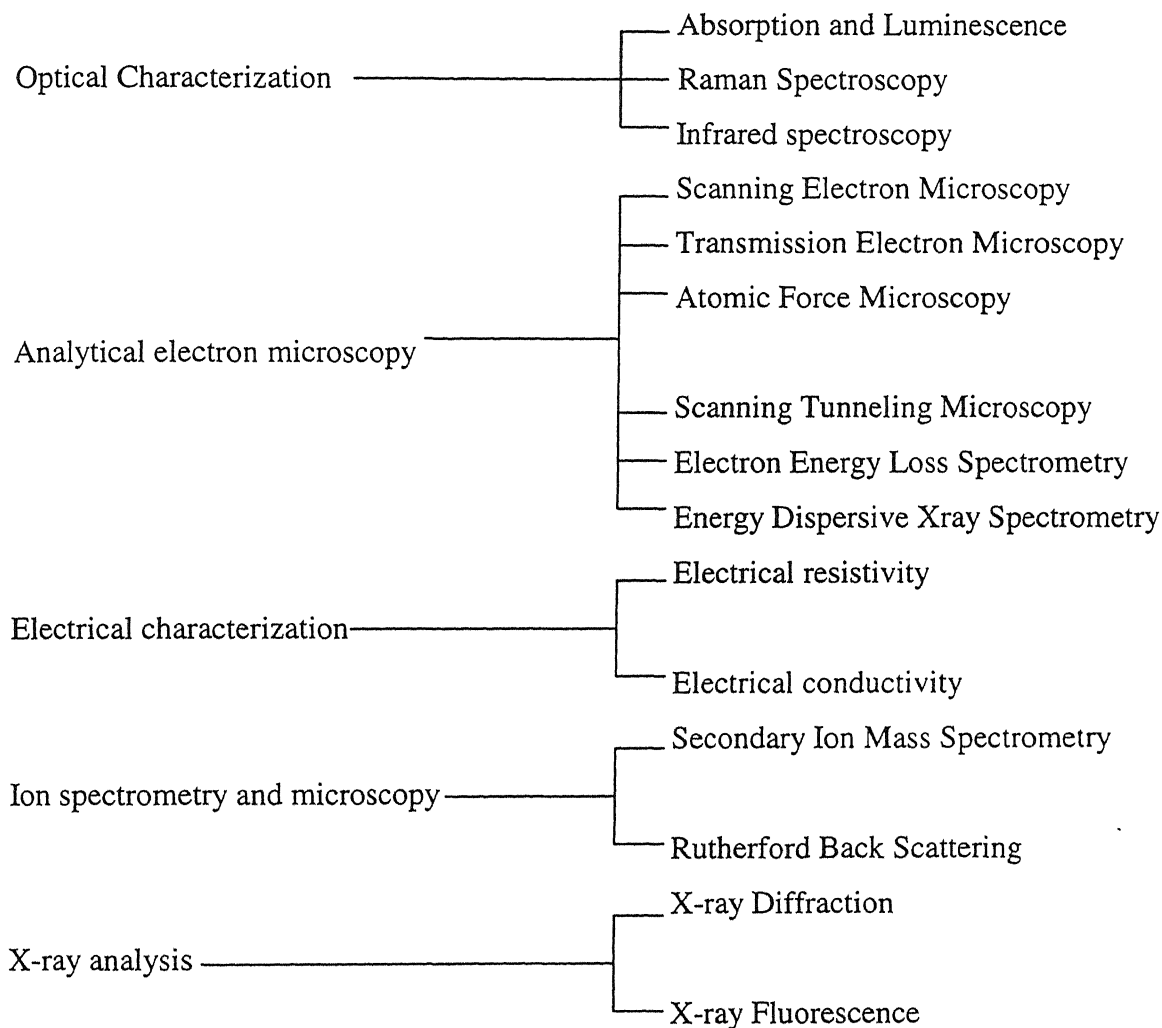 Absorption and Luminescence
Optical Characterization
Raman Spectroscopy
Infrared spectroscopy
Scanning Electron Microscopy
Transmission Electron Microscopy
Atomic Force Microscopy
Analytical electron microscopy
Scanning Tunneling Microscopy
Electron Energy Loss Spectrometry
Energy Dispersive Xray Spectrometry
Electrical resistivity
Electrical characterization
Electrical conductivity
Secondary Ion Mass Spectrometry
Ion spectrometry and microscopy
Rutherford Back Scattering
X-ray Diffraction
X-ray analysis
X-ray Fluorescence